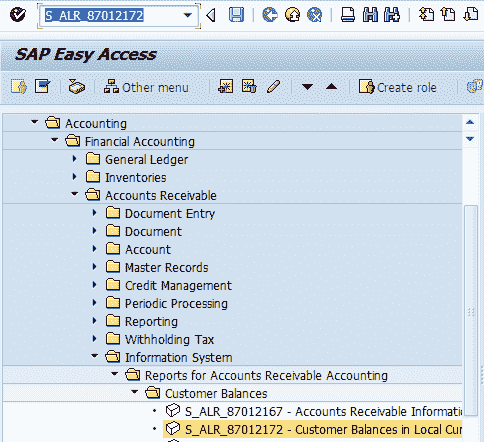 S_ALR_87012172
SAP Easy Access
Other menu
Create role
Accounting
Financial Accounting
General Ledger
Inventories
Accounts Receivable
Document Entry
Document
Account
Master Records
Credit Management
Periodic Processing
Reporting
Withholding Tax
Information System
Reports for Accounts Receivable Accounting
Customer Balances
S_ALR_87012167 - Accounts Receivable Informati
S_ALR_87012172 - Customer Balances in Local Cur